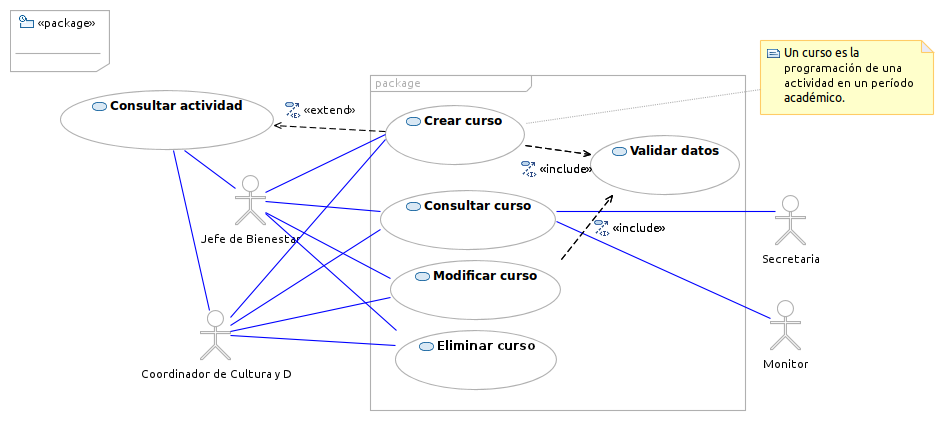 «package»
package
Un curso es la
programación de una
actividad en un período
académico.
Consultar actividad
«extend»
Crear curso
Validar datos
«include»
Consultar curso
«include»
Jefe de Bienestar
Secretaria
Modificar curso
Eliminar curso
Coordinador de Cultura y D
Monitor